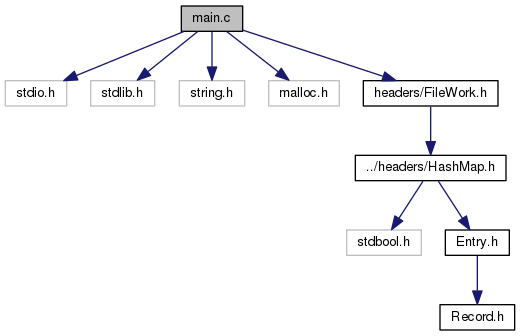 main.c
stdio.h
stdlib.h
string.h
malloc.h
headers/FileWork.h
../headers/HashMap.h
stdbool.h
Entry.h
Record.h